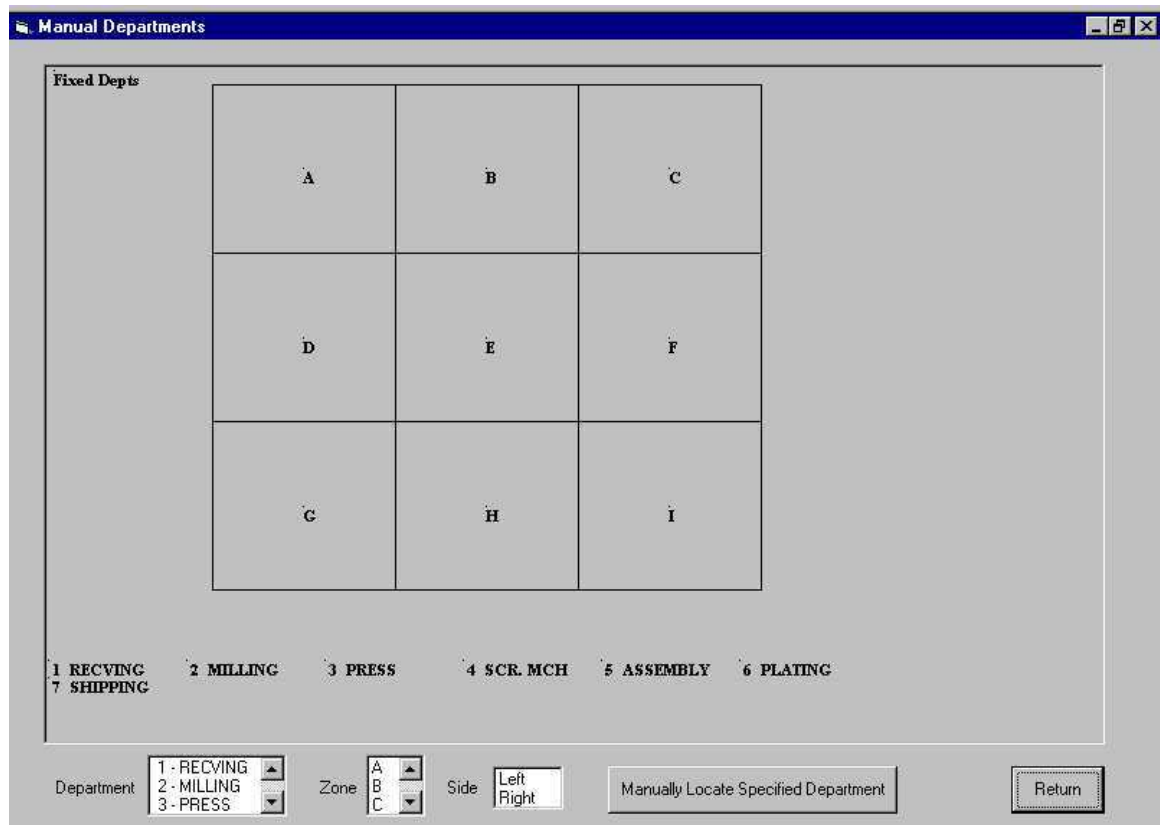 Manual Departments
Fixed Depts
A B C
D E F
G H I
1 RECVING 2 MILLING 3 PRESS 4 SCR. MCH 5 ASSEMBLY 6 PLATING
7 SHIPPING
Department 1 - RECVING 2 - MILLING 3 - PRESS Zone A B C Side Left Right Manually Locate Specified Department Return